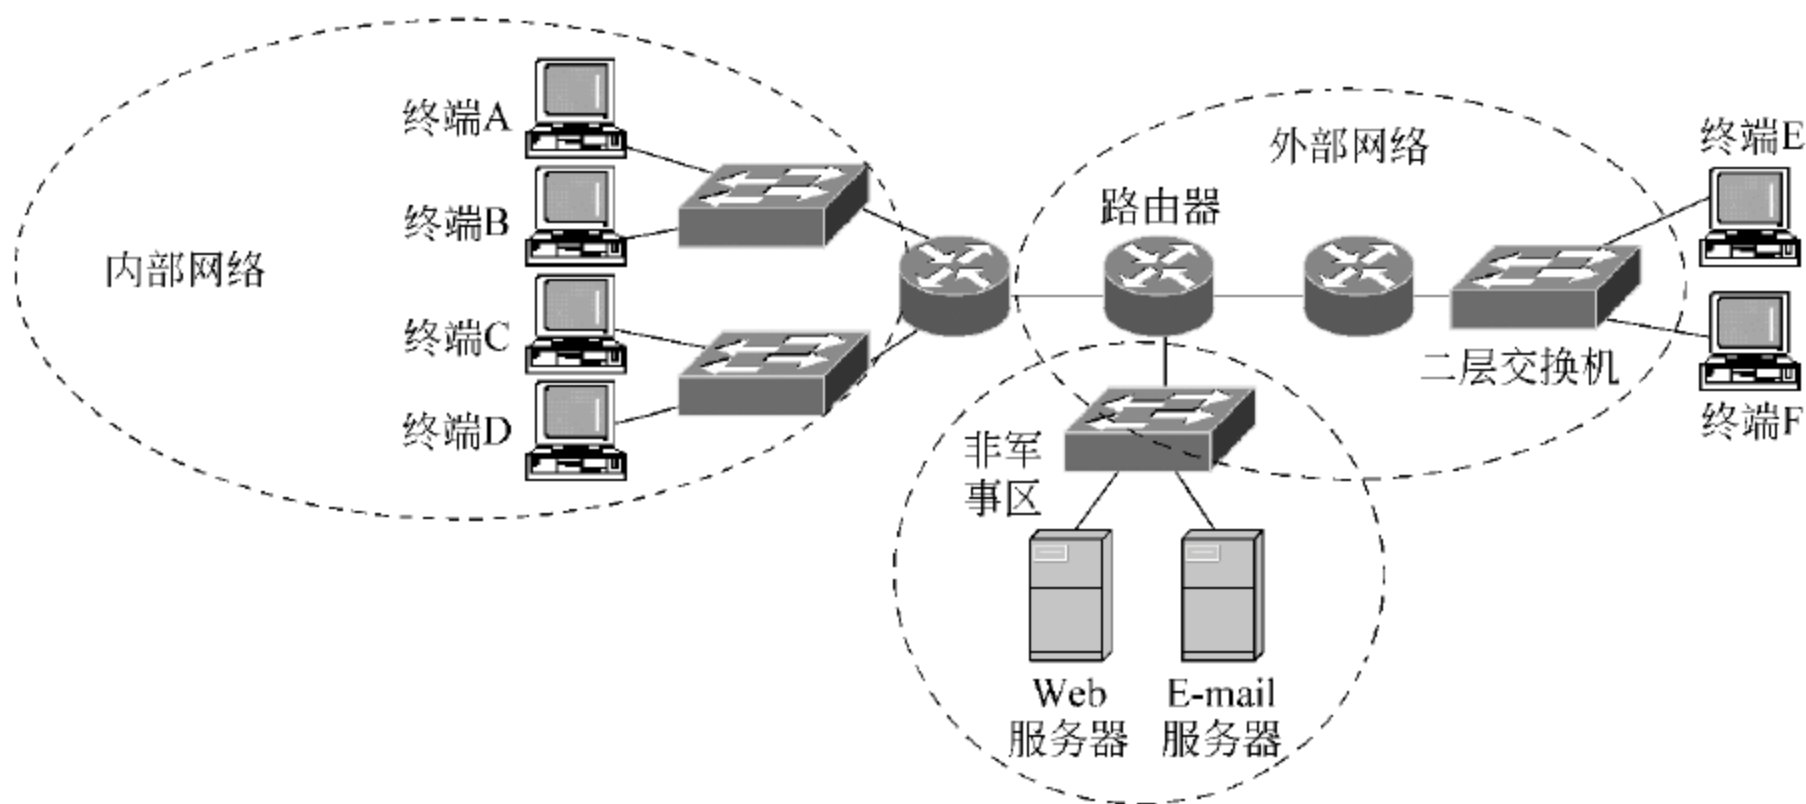 终端A
终端B
终端C
终端D
内部网络
外部网络
路由器
二层交换机
终端E
终端F
非军
事区
Web
服务器
E-mail
服务器